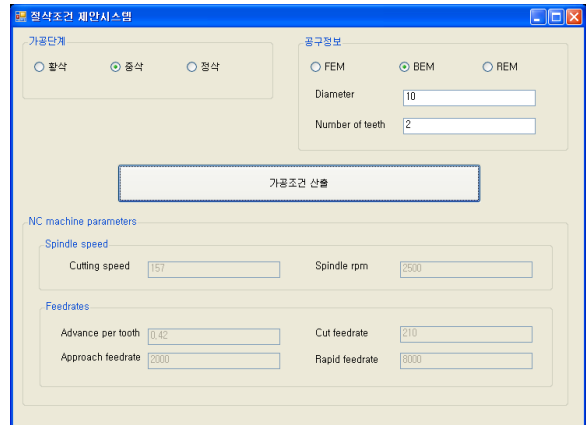 절삭조건 제안시스템
가공단계
황삭 중삭 정삭
공구정보
FEM BEM REM
Diameter 10
Number of teeth 2
가공조건 산출
NC machine parameters
Spindle speed
Cutting speed 157 Spindle rpm 2500
Feedrates
Advance per tooth 0,42 Cut feedrate 210
Approach feedrate 2000 Rapid feedrate 8000